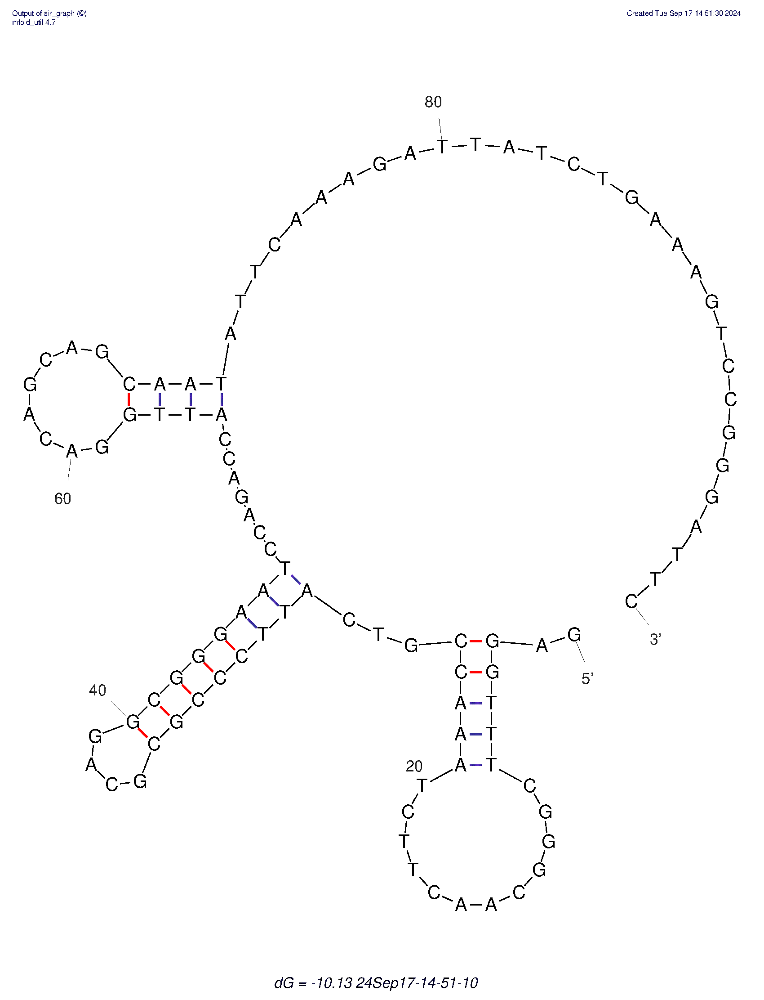 Output of sir_graph (©)
mfold_util 4.7
Created Tue Sep 17 14:51:30 2024
5'
G A G G T T T C G G G C A A C T T C T A
20
A A C C G T C A T T C C C G C G C A G G
40
C G G G A A T C C A G A C C A T T G G A
60
C A G C A G C A A T A T T C A A A G A T
80
T A T C T G A A A G T C C G G G A T T C
3'
dG = -10.13 24Sep17-14-51-10